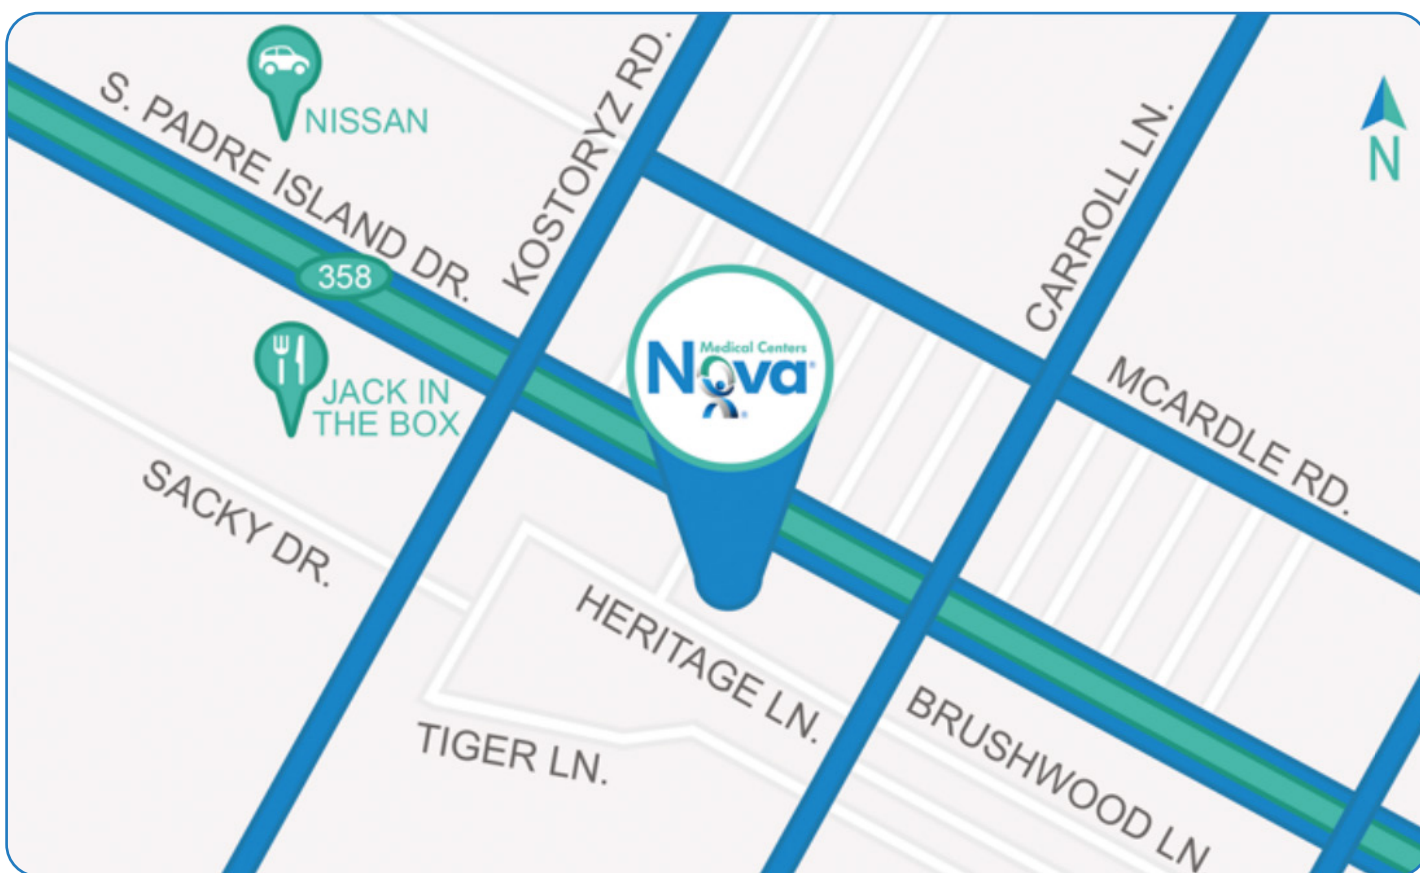 NISSAN
S. PADRE ISLAND DR.
KOSTORYZ RD.
CARROLL LN.
N
358
Medical Centers
Nova®
®
JACK IN
THE BOX
MCARDLE RD.
SACKY DR.
HERITAGE LN.
TIGER LN.
BRUSHWOOD LN